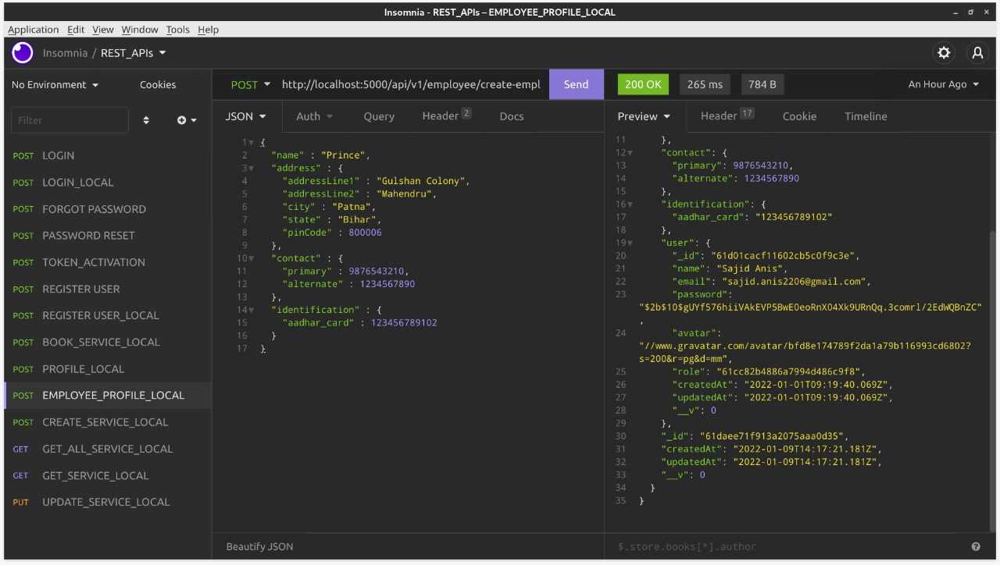 Insomnia - REST_APIs – EMPLOYEE_PROFILE_LOCAL
Application Edit View Window Tools Help
Insomnia / REST_APIs
No Environment Cookies
Filter
POST LOGIN
POST LOGIN_LOCAL
POST FORGOT PASSWORD
POST PASSWORD RESET
POST TOKEN_ACTIVATION
POST REGISTER USER
POST REGISTER USER_LOCAL
POST BOOK_SERVICE_LOCAL
POST PROFILE_LOCAL
POST EMPLOYEE_PROFILE_LOCAL
POST CREATE_SERVICE_LOCAL
GET GET_ALL_SERVICE_LOCAL
GET GET_SERVICE_LOCAL
PUT UPDATE_SERVICE_LOCAL
POST http://localhost:5000/api/v1/employee/create-empl Send
JSON Auth Query Header 2 Docs
1 {
2 "name" : "Prince",
3 "address" : {
4 "addressLine1" : "Gulshan Colony",
5 "addressLine2" : "Mahendru",
6 "city" : "Patna",
7 "state" : "Bihar",
8 "pinCode" : 800006
9 },
10 "contact" : {
11 "primary" : 9876543210,
12 "alternate" : 1234567890
13 },
14 "identification" : {
15 "aadhar_card" : 123456789102
16 }
17 }
Beautify JSON
200 OK 265 ms 784 B An Hour Ago
Preview Header 17 Cookie Timeline
11 },
12 "contact": {
13 "primary": 9876543210,
14 "alternate": 1234567890
15 },
16 "identification": {
17 "aadhar_card": "123456789102"
18 },
19 "user": {
20 "_id": "61d01cacf11602cb5c0f9c3e",
21 "name": "Sajid Anis",
22 "email": "sajid.anis2206@gmail.com",
23 "password":
"$2b$10$gUYf576hiiVAkEVP5BwE0eoRnXO4Xk9URnQq.3comrl/2EdWQBnZC"
,
24 "avatar":
"//www.gravatar.com/avatar/bfd8e174789f2da1a79b116993cd6802?
s=200&r=pg&d=mm",
25 "role": "61cc82b4886a7994d486c9f8",
26 "createdAt": "2022-01-01T09:19:40.069Z",
27 "updatedAt": "2022-01-01T09:19:40.069Z",
28 "__v": 0
29 },
30 "_id": "61daee71f913a2075aaa0d35",
31 "createdAt": "2022-01-09T14:17:21.181Z",
32 "updatedAt": "2022-01-09T14:17:21.181Z",
33 "__v": 0
34 }
35 }
$.store.books[*].author